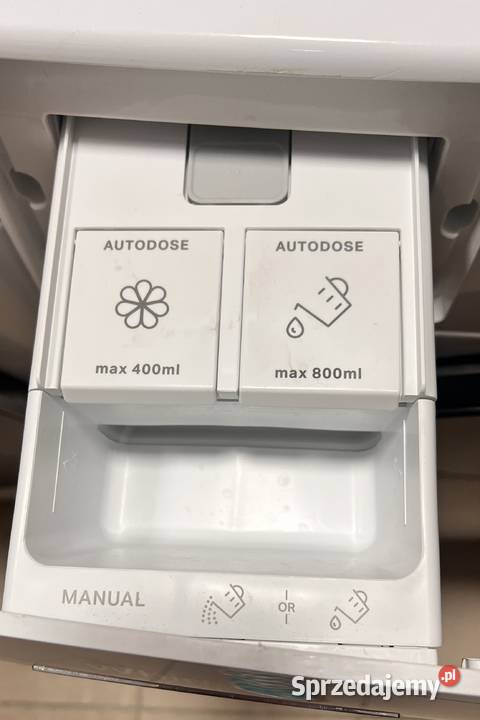 AUTODOSE
AUTODOSE
max 400ml
max 800ml
MANUAL
OR
Sprzedajemy.pl